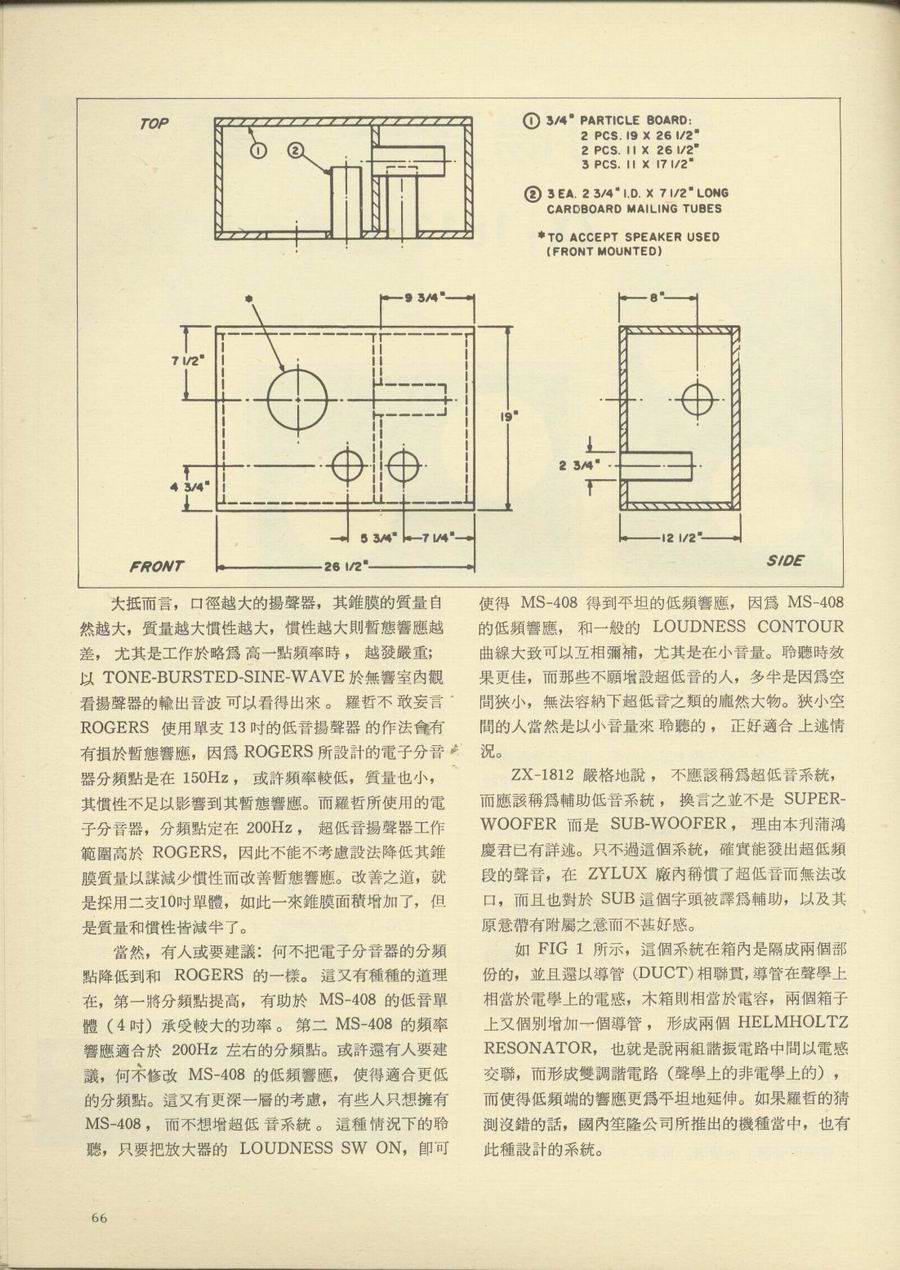 TOP
① 3/4" PARTICLE BOARD:
2 PCS. 19 X 26 1/2"
2 PCS. 11 X 26 1/2"
3 PCS. 11 X 17 1/2"
② 3 EA. 2 3/4" I.D. X 7 1/2" LONG
CARDBOARD MAILING TUBES
* TO ACCEPT SPEAKER USED
(FRONT MOUNTED)
① ②
*
9 3/4"
8"
7 1/2"
19"
2 3/4"
4 3/4"
5 3/4"
7 1/4"
12 1/2"
26 1/2"
FRONT
SIDE
大抵而言，口徑越大的揚聲器，其錐膜的質量自
然越大，質量越大慣性越大，慣性越大則暫態響應越
差，尤其是工作於略爲高一點頻率時，越發嚴重；
以 TONE-BURSTED-SINE-WAVE 於無響室內觀
看揚聲器的輸出音波可以看得出來。羅哲不敢妄言
ROGERS 使用單支 13 吋的低音揚聲器的作法會有
有損於暫態響應，因爲 ROGERS 所設計的電子分音
器分頻點是在 150Hz，或許頻率較低，質量也小，
其慣性不足以影響到其暫態響應。而羅哲所使用的電
子分音器，分頻點定在 200Hz，超低音揚聲器工作
範圍高於 ROGERS，因此不能不考慮設法降低其錐
膜質量以謀減少慣性而改善暫態響應。改善之道，就
是採用二支10吋單體，如此一來錐膜面積增加了，但
是質量和慣性皆減半了。
當然，有人或要建議：何不把電子分音器的分頻
點降低到和 ROGERS 的一樣。這又有種種的道理
在，第一將分頻點提高，有助於 MS-408 的低音單
體（4吋）承受較大的功率。第二 MS-408 的頻率
響應適合於 200Hz 左右的分頻點。或許還有人要建
議，何不修改 MS-408 的低頻響應，使得適合更低
的分頻點。這又有更深一層的考慮，有些人只想擁有
MS-408，而不想增超低音系統。這種情況下的聆
聽，只要把放大器的 LOUDNESS SW ON，卽可
使得 MS-408 得到平坦的低頻響應，因爲 MS-408
的低頻響應，和一般的 LOUDNESS CONTOUR
曲線大致可以互相彌補，尤其是在小音量。聆聽時效
果更佳，而那些不願增設超低音的人，多半是因爲空
間狹小，無法容納下超低音之類的龐然大物。狹小空
間的人當然是以小音量來聆聽的，正好適合上述情
況。
ZX-1812 嚴格地說，不應該稱爲超低音系統，
而應該稱爲輔助低音系統，換言之並不是 SUPER-
WOOFER 而是 SUB-WOOFER，理由本刋蒲鴻
慶君已有詳述。只不過這個系統，確實能發出超低頻
段的聲音，在 ZYLUX 廠內稱慣了超低音而無法改
口，而且也對於 SUB 這個字頭被譯爲輔助，以及其
原意帶有附屬之意而不甚好感。
如 FIG 1 所示，這個系統在箱內是隔成兩個部
份的，並且還以導管 (DUCT) 相聯貫，導管在聲學上
相當於電學上的電感，木箱則相當於電容，兩個箱子
上又個別增加一個導管，形成兩個 HELMHOLTZ
RESONATOR，也就是說兩組諧振電路中間以電感
交聯，而形成雙調諧電路（聲學上的非電學上的），
而使得低頻端的響應更爲平坦地延伸。如果羅哲的猜
測沒錯的話，國內笙隆公司所推出的機種當中，也有
此種設計的系統。
66